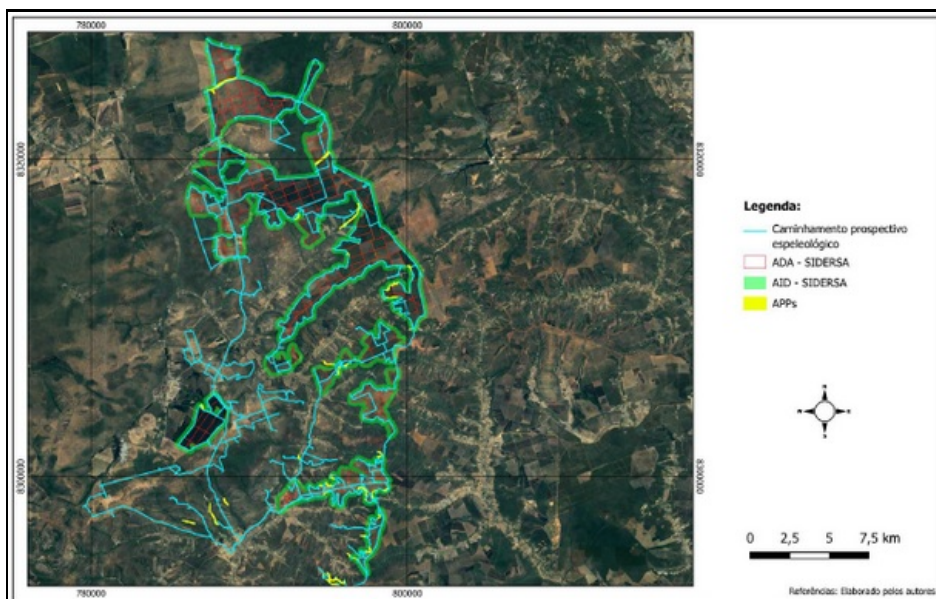 780000
800000
8320000
8320000
Legenda:
Caminhamento prospectivo
espeleológico
ADA - SIDERSA
AID - SIDERSA
APPs
N
W
E
S
8300000
8300000
0 2,5 5 7,5 km
780000
800000
Referências: Elaborado pelos autores